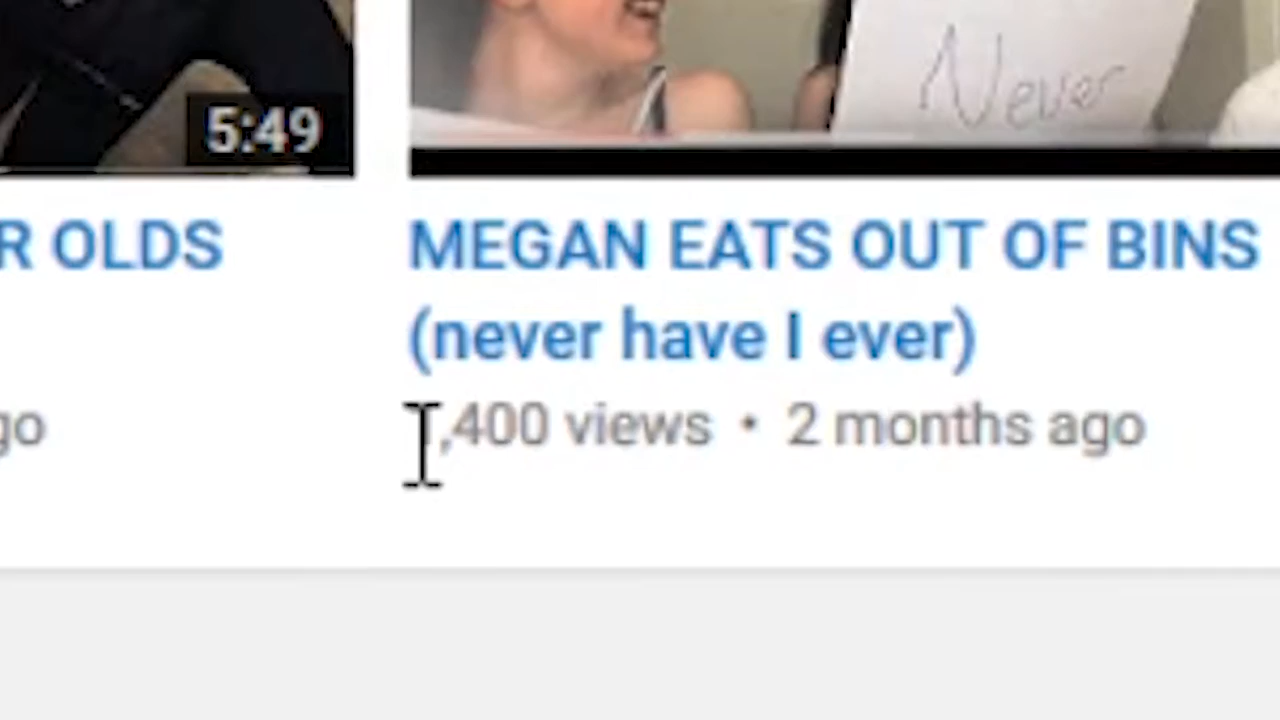 Never
5:49
R OLDS
MEGAN EATS OUT OF BINS
(never have I ever)
go
,400 views • 2 months ago